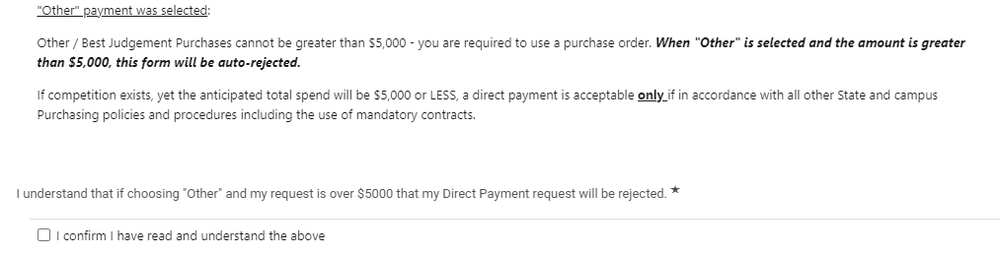 "Other" payment was selected:
Other / Best Judgement Purchases cannot be greater than $5,000 - you are required to use a purchase order. When "Other" is selected and the amount is greater
than $5,000, this form will be auto-rejected.
If competition exists, yet the anticipated total spend will be $5,000 or LESS, a direct payment is acceptable only if in accordance with all other State and campus
Purchasing policies and procedures including the use of mandatory contracts.
I understand that if choosing "Other" and my request is over $5000 that my Direct Payment request will be rejected. *
I confirm I have read and understand the above